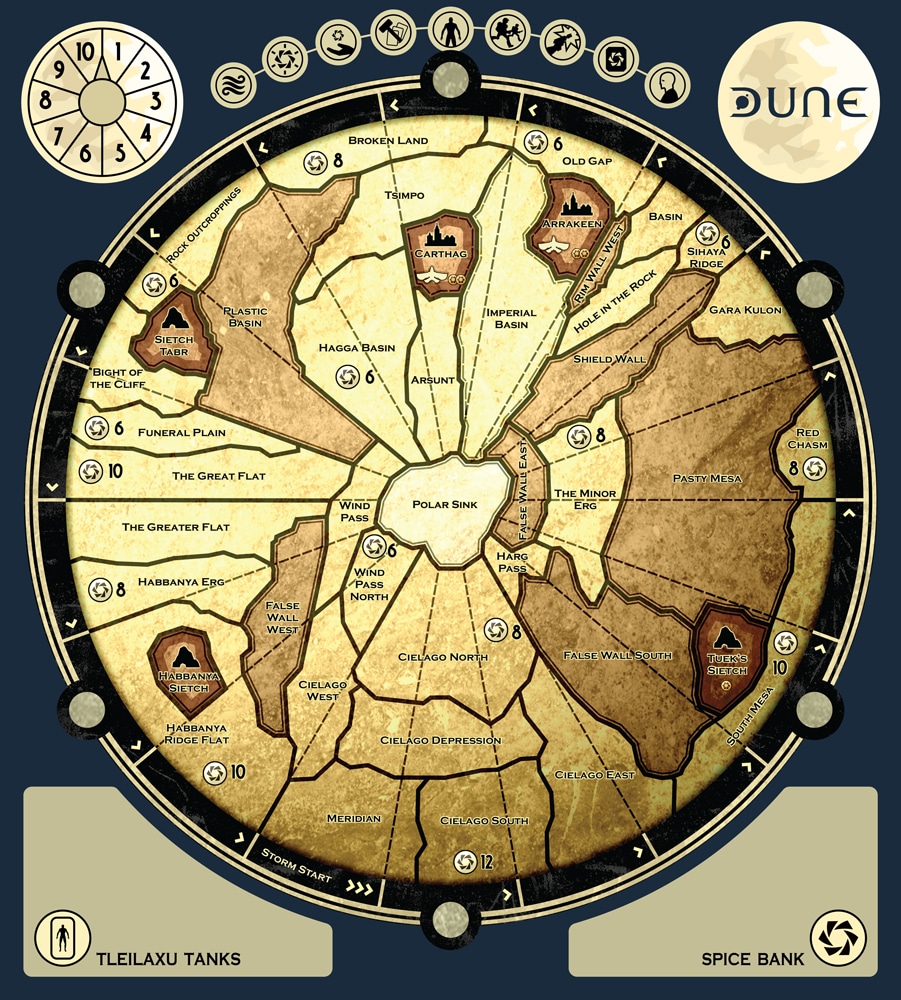 10
1
2
3
4
5
6
7
8
9
DUNE
BROKEN LAND
8
6
OLD GAP
TSIMPO
ROCK OUTCROPPINGS
6
CARTHAG
ARRAKEEN
RIM WALL WEST
BASIN
6
SIHAYA
RIDGE
HOLE IN THE ROCK
GARA KULON
PLASTIC
BASIN
IMPERIAL
BASIN
SIETCH
TABR
HAGGA BASIN
6
SHIELD WALL
BIGHT OF
THE CLIFF
ARSUNT
6
FUNERAL PLAIN
8
RED
CHASM
8
10
THE GREAT FLAT
FALSE WALL EAST
PASTY MESA
POLAR SINK
THE MINOR
ERG
WIND
PASS
THE GREATER FLAT
6
HARG
PASS
WIND
PASS
NORTH
8
HABBANYA ERG
FALSE
WALL
WEST
8
CIELAGO NORTH
FALSE WALL SOUTH
TUEK'S
SIETCH
10
HABBANYA
SIETCH
CIELAGO
WEST
SOUTH MESA
HABBANYA
RIDGE FLAT
CIELAGO DEPRESSION
10
CIELAGO EAST
MERIDIAN
CIELAGO SOUTH
12
STORM START
TLEILAXU TANKS
SPICE BANK